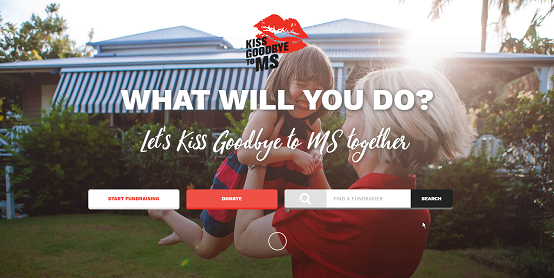 KISS
GOODBYE
TO MS
WHAT WILL YOU DO?
Let's Kiss Goodbye to MS together
START FUNDRAISING
DONATE
FIND A FUNDRAISER
SEARCH